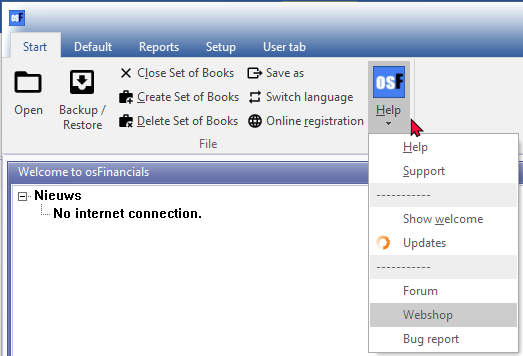 osF
Start Default Reports Setup User tab
Open
Backup /
Restore
Close Set of Books
Create Set of Books
Delete Set of Books
Save as
Switch language
Online registration
File
osF
Help
Help
Support
-----------
Show welcome
Updates
-----------
Forum
Webshop
Bug report
Welcome to osFinancials
Nieuws
No internet connection.